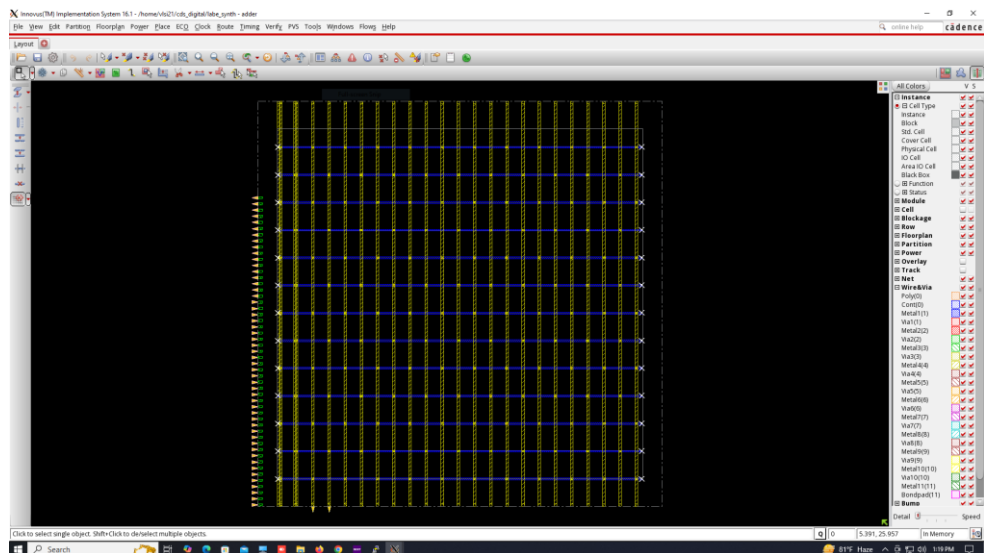 Innovus(TM) Implementation System 16.1 - /home/vlsi21/cds_digital/labe_synth - adder
File View Edit Partition Floorplan Power Place ECO Clock Route Timing Verify PVS Tools Windows Flows Help
online help
cādence
Layout
All Colors V S
Instance
Cell Type
Instance
Block
Std. Cell
Cover Cell
Physical Cell
IO Cell
Area IO Cell
Black Box
Function
Status
Module
Cell
Blockage
Row
Floorplan
Partition
Power
Overlay
Track
Net
Wire&Via
Poly(0)
Cont(0)
Metal1(1)
Via1(1)
Metal2(2)
Via2(2)
Metal3(3)
Via3(3)
Metal4(4)
Via4(4)
Metal5(5)
Via5(5)
Metal6(6)
Via6(6)
Metal7(7)
Via7(7)
Metal8(8)
Via8(8)
Metal9(9)
Via9(9)
Metal10(10)
Via10(10)
Metal11(11)
Bondpad(11)
Bump
Detail Speed
Click to select single object. Shift+Click to de/select multiple objects.
Q 0 5.391, 25.957 In Memory
Search
81°F Haze 1:19 PM